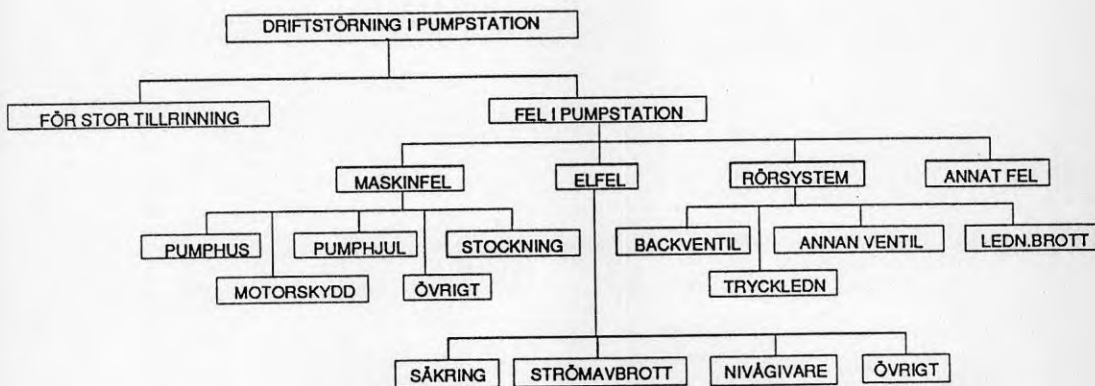 DRIFTSTÖRNING I PUMPSTATION
FÖR STOR TILLRINNING
FEL I PUMPSTATION
MASKINFEL
ELFEL
RÖRSYSTEM
ANNAT FEL
PUMPHUS
PUMPHJUL
STOCKNING
BACKVENTIL
ANNAN VENTIL
LEDN.BROTT
MOTORSKYDD
ÖVRIGT
TRYCKLEDN
SÄKRING
STRÖMAVBROTT
NIVÅGIVARE
ÖVRIGT